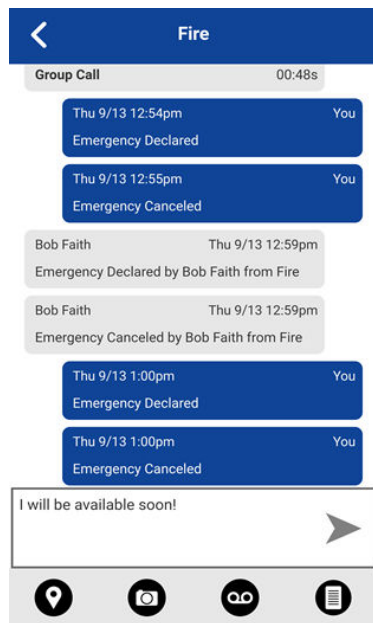 Fire
Group Call 00:48s
Thu 9/13 12:54pm You
Emergency Declared
Thu 9/13 12:55pm You
Emergency Canceled
Bob Faith Thu 9/13 12:59pm
Emergency Declared by Bob Faith from Fire
Bob Faith Thu 9/13 12:59pm
Emergency Canceled by Bob Faith from Fire
Thu 9/13 1:00pm You
Emergency Declared
Thu 9/13 1:00pm You
Emergency Canceled
I will be available soon!